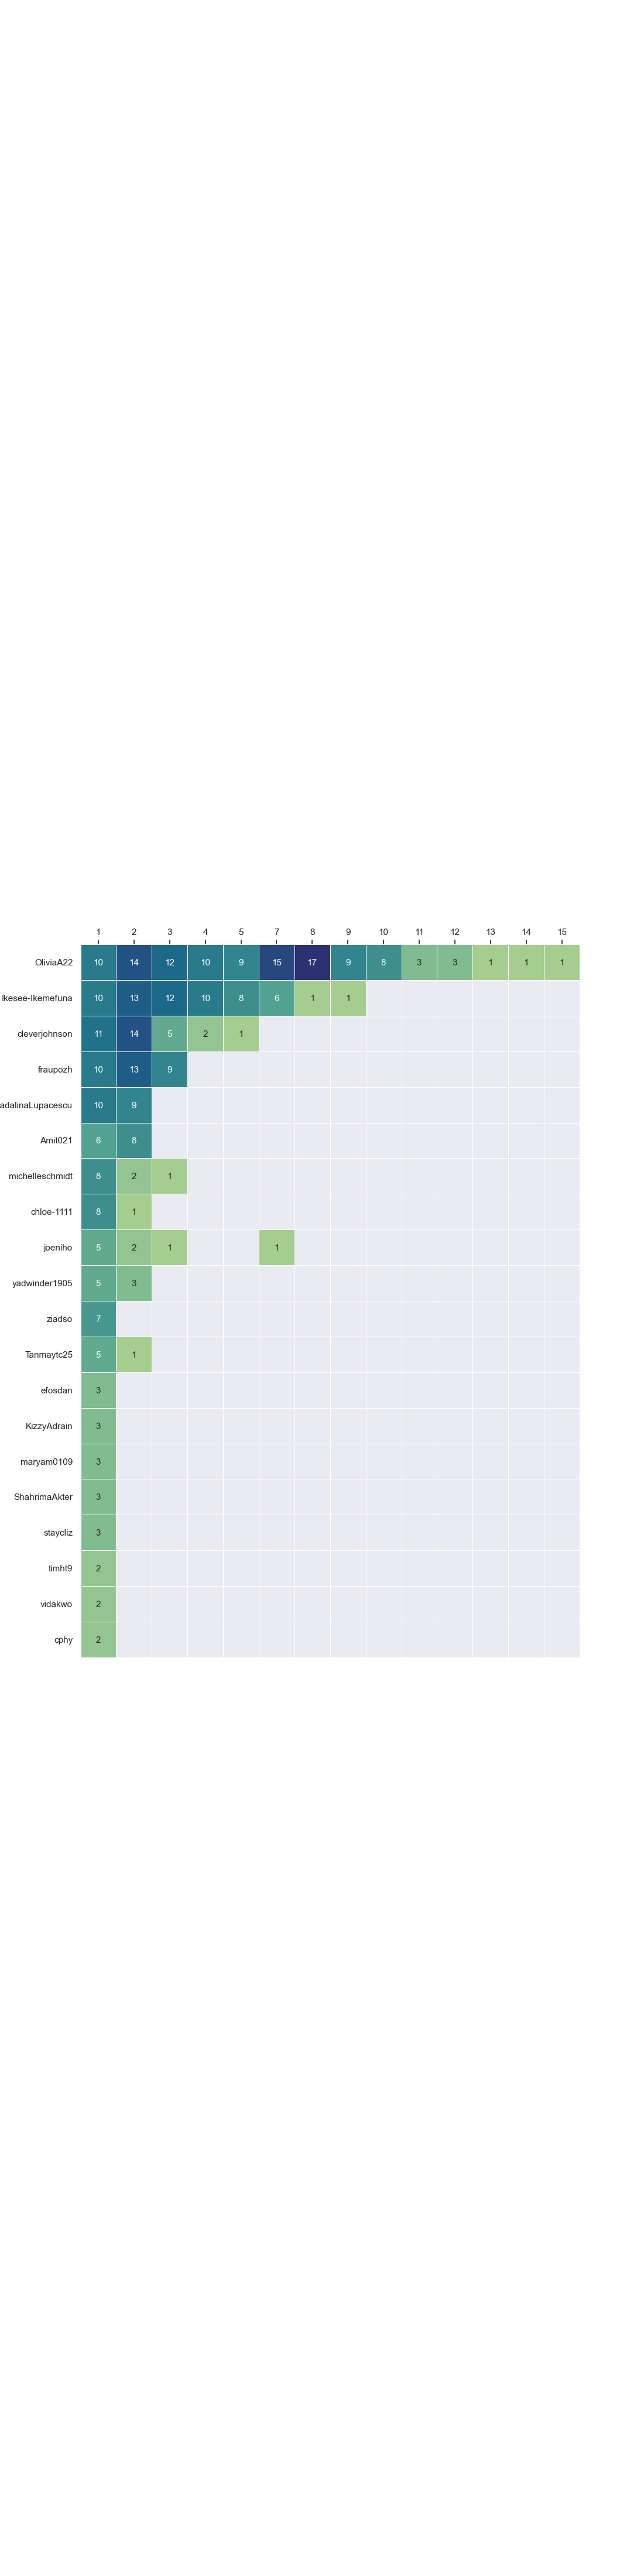 1 2 3 4 5 7 8 9 10 11 12 13 14 15
OliviaA22 10 14 12 10 9 15 17 9 8 3 3 1 1 1
Ikesee-Ikemefuna 10 13 12 10 8 6 1 1
cleverjohnson 11 14 5 2 1
fraupozh 10 13 9
adalinaLupacescu 10 9
Amit021 6 8
michelleschmidt 8 2 1
chloe-1111 8 1
joeniho 5 2 1 1
yadwinder1905 5 3
ziadso 7
Tanmaytc25 5 1
efosdan 3
KizzyAdrain 3
maryam0109 3
ShahrimaAkter 3
staycliz 3
timht9 2
vidakwo 2
cphy 2